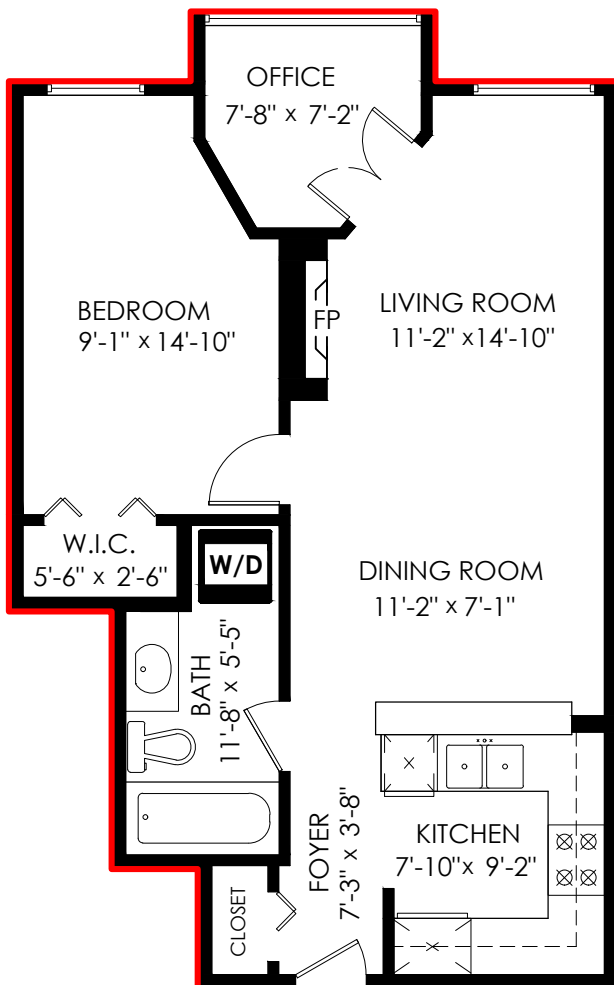 OFFICE
7'-8" x 7'-2"
BEDROOM
9'-1" x 14'-10"
FP
LIVING ROOM
11'-2" x14'-10"
W.I.C.
5'-6" x 2'-6"
W/D
DINING ROOM
11'-2" x 7'-1"
BATH
11'-8" x 5'-5"
FOYER
7'-3" x 3'-8"
KITCHEN
7'-10"x 9'-2"
CLOSET